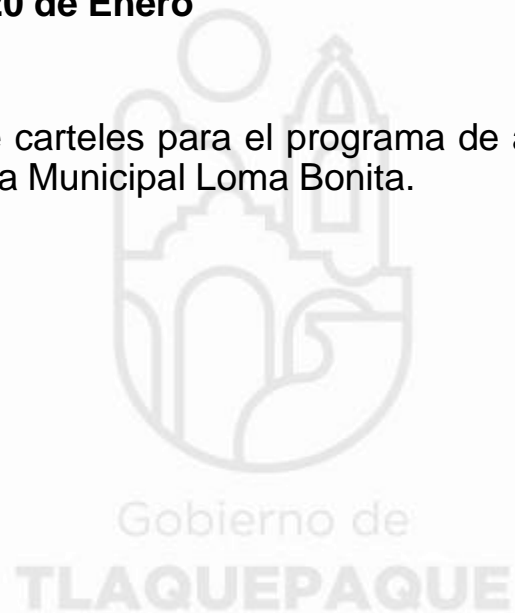 20 de Enero
carteles para el programa de
a Municipal Loma Bonita.
Gobierno de
TLAQUEPAQUE